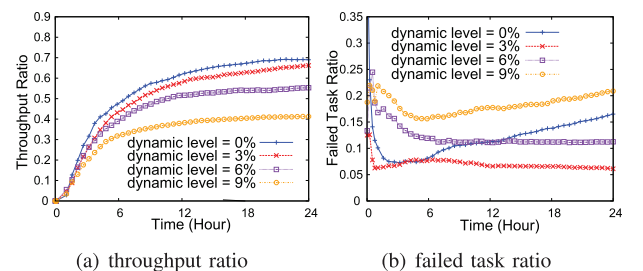 Throughput Ratio
0.9
0.8
0.7
0.6
0.5
0.4
0.3
0.2
0.1
0
dynamic level = 0%
dynamic level = 3%
dynamic level = 6%
dynamic level = 9%
0 6 12 18 24
Time (Hour)
(a) throughput ratio
Failed Task Ratio
0.35
0.3
0.25
0.2
0.15
0.1
0.05
0
dynamic level = 0%
dynamic level = 3%
dynamic level = 6%
dynamic level = 9%
0 6 12 18 24
Time (Hour)
(b) failed task ratio